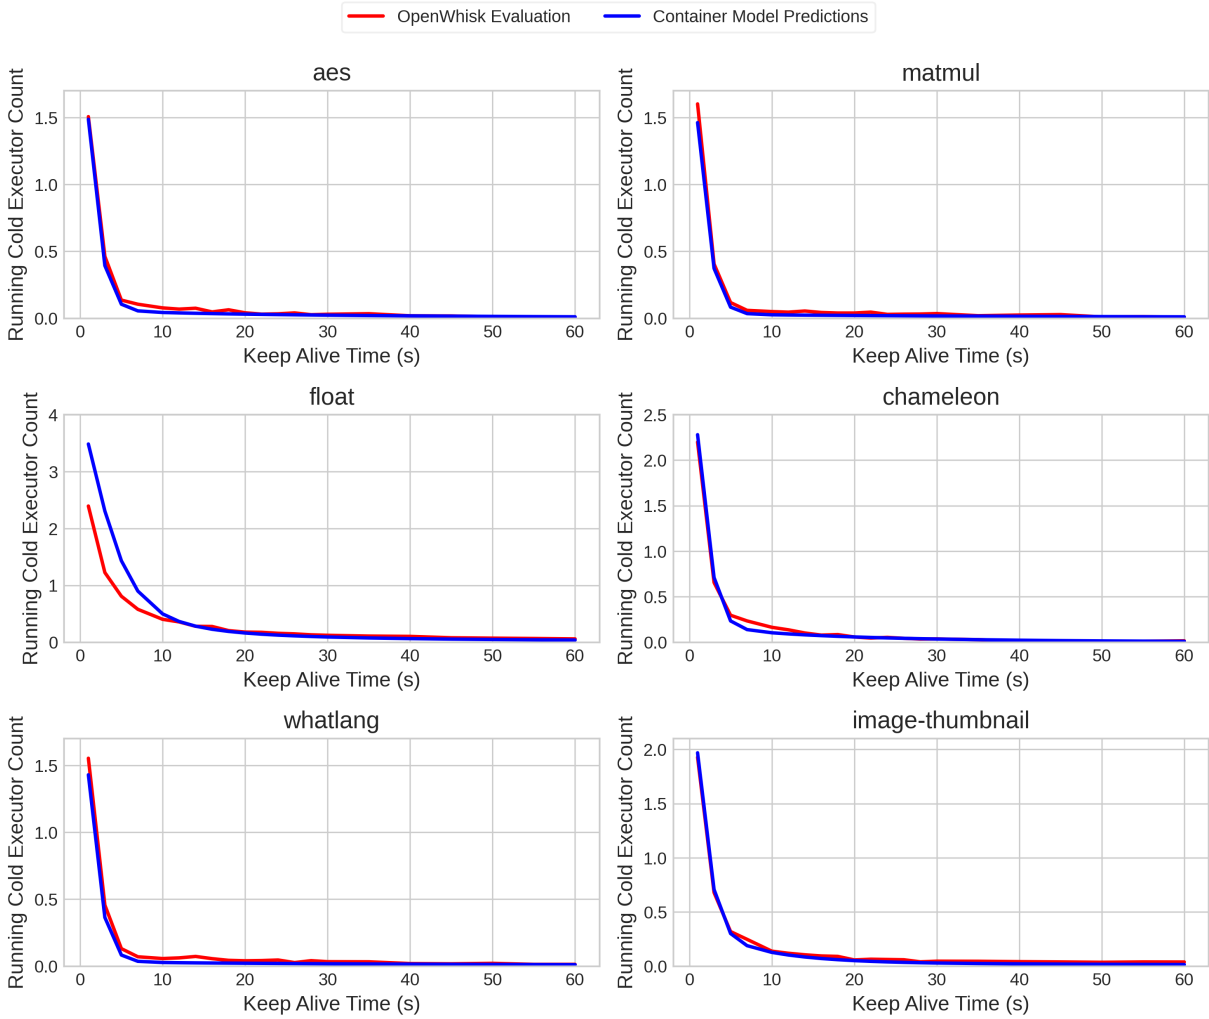 OpenWhisk Evaluation Container Model Predictions
aes
Running Cold Executor Count
1.5
1.0
0.5
0.0
0 10 20 30 40 50 60
Keep Alive Time (s)
matmul
Running Cold Executor Count
1.5
1.0
0.5
0.0
0 10 20 30 40 50 60
Keep Alive Time (s)
float
Running Cold Executor Count
4
3
2
1
0
0 10 20 30 40 50 60
Keep Alive Time (s)
chameleon
Running Cold Executor Count
2.5
2.0
1.5
1.0
0.5
0.0
0 10 20 30 40 50 60
Keep Alive Time (s)
whatlang
Running Cold Executor Count
1.5
1.0
0.5
0.0
0 10 20 30 40 50 60
Keep Alive Time (s)
image-thumbnail
Running Cold Executor Count
2.0
1.5
1.0
0.5
0.0
0 10 20 30 40 50 60
Keep Alive Time (s)